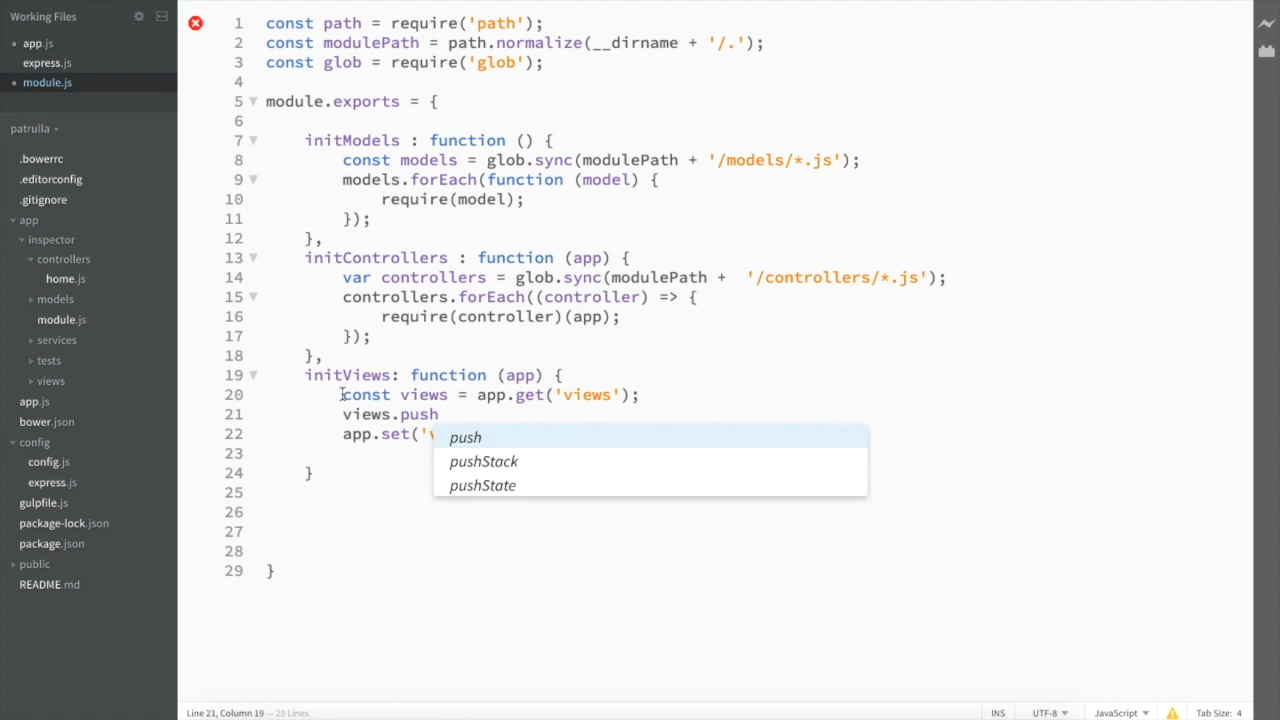 Working Files
app.js
express.js
module.js
patrulla
.bowerrc
.editorconfig
.gitignore
app
inspector
controllers
home.js
models
module.js
services
tests
views
app.js
bower.json
config
config.js
express.js
gulpfile.js
package-lock.json
package.json
public
README.md
1 const path = require('path');
2 const modulePath = path.normalize(__dirname + '/.');
3 const glob = require('glob');
4
5 module.exports = {
6
7 initModels : function () {
8 const models = glob.sync(modulePath + '/models/*.js');
9 models.forEach(function (model) {
10 require(model);
11 });
12 },
13 initControllers : function (app) {
14 var controllers = glob.sync(modulePath +  '/controllers/*.js');
15 controllers.forEach((controller) => {
16 require(controller)(app);
17 });
18 },
19 initViews: function (app) {
20 const views = app.get('views');
21 views.push
22 app.set('
push
pushStack
pushState
23
24 }
25
26
27
28
29 }
Line 21, Column 19 — 29 Lines
INS UTF-8 JavaScript Tab Size: 4